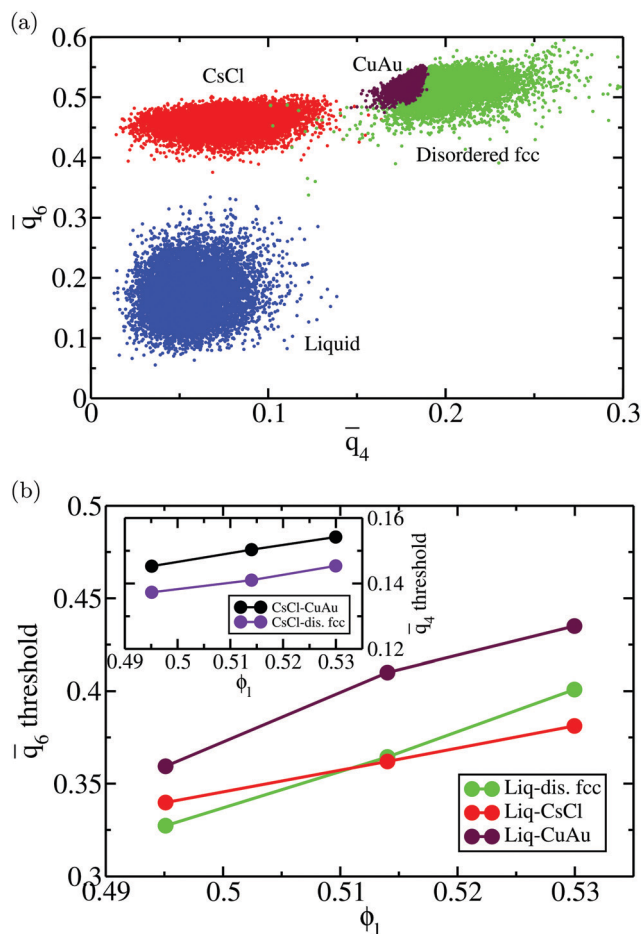 (a)
0.6
0.5
0.4
0.3
0.2
0.1
0
q̅6
CsCl
CuAu
Disordered fcc
Liquid
0
0.1
0.2
0.3
q̅4
(b)
0.5
0.45
0.4
0.35
0.3
q̅6 threshold
0.16
0.14
0.12
q̅4 threshold
CsCl-CuAu
CsCl-dis. fcc
0.49
0.5
0.51
0.52
0.53
ϕl
Liq-dis. fcc
Liq-CsCl
Liq-CuAu
0.49
0.5
0.51
0.52
0.53
ϕl